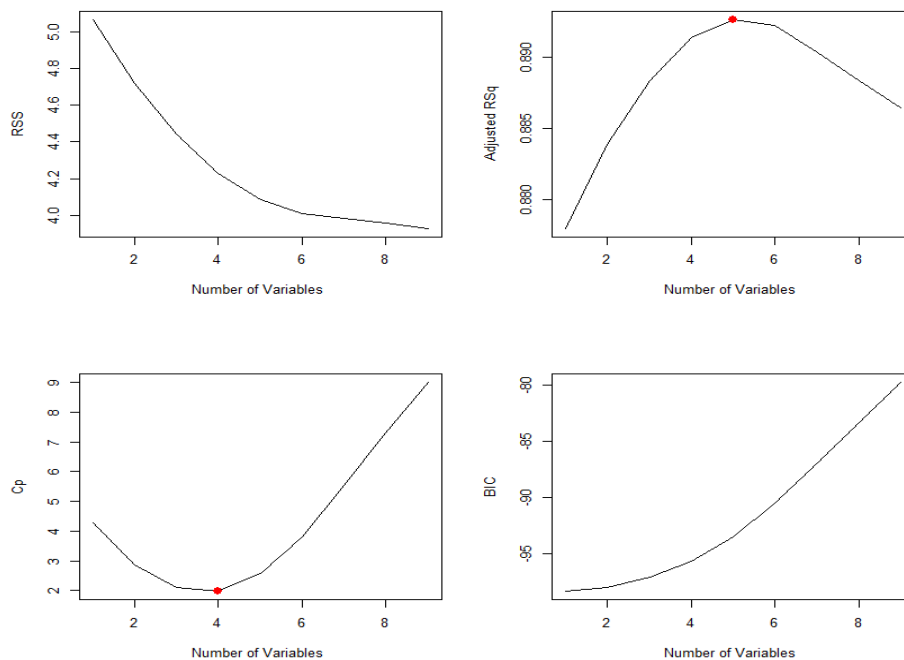 RSS
5.0
4.8
4.6
4.4
4.2
4.0
2 4 6 8
Number of Variables
Adjusted RSq
0.890
0.885
0.880
2 4 6 8
Number of Variables
Cp
9
8
7
6
5
4
3
2
2 4 6 8
Number of Variables
BIC
-80
-85
-90
-95
2 4 6 8
Number of Variables